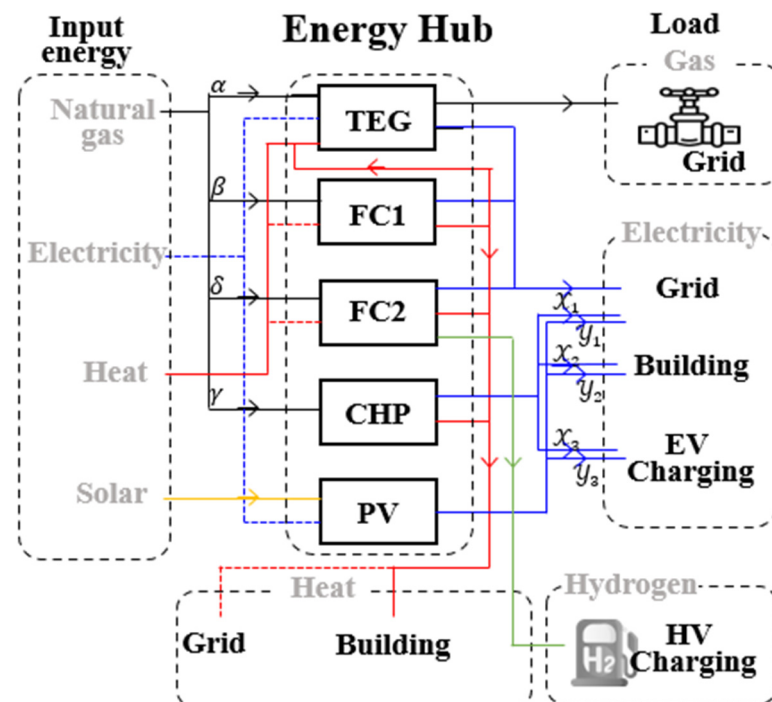 Input
energy
Energy Hub
Load
Natural
gas
Electricity
Heat
Solar
α
β
δ
γ
TEG
FC1
FC2
CHP
PV
Gas
Grid
Electricity
Grid
x₁
y₁
Building
x₂
y₂
EV
Charging
x₃
y₃
Heat
Grid
Building
Hydrogen
H₂
HV
Charging